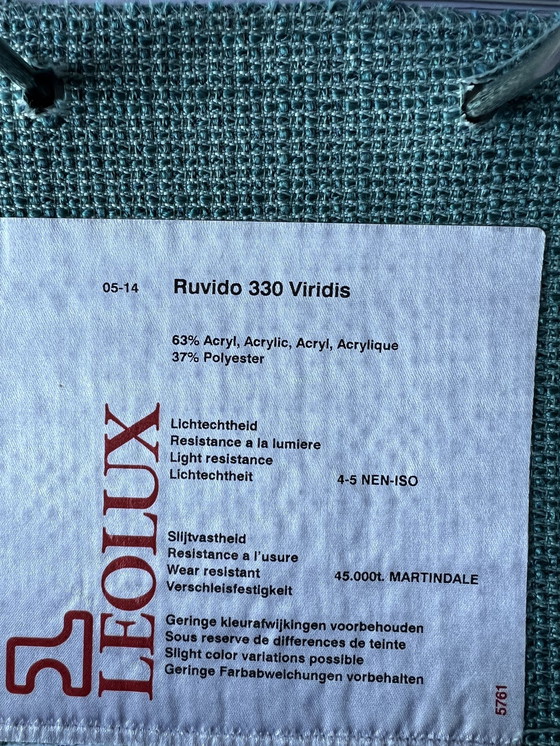 05-14 Ruvido 330 Viridis
63% Acryl, Acrylic, Acryl, Acrylique
37% Polyester
LEOLUX
Lichtechtheid
Resistance a la lumiere
Light resistance
Lichtechtheit 4-5 NEN-ISO
Slijtvastheid
Resistance a l'usure
Wear resistant 45.000t. MARTINDALE
Verschleisfestigkeit
Geringe kleurafwijkingen voorbehouden
Sous reserve de differences de teinte
Slight color variations possible
Geringe Farbabweichungen vorbehalten
5761